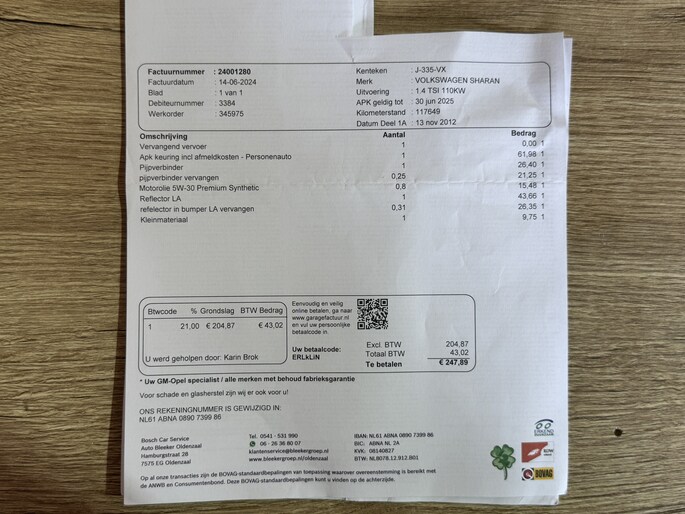 Factuurnummer : 24001280 Kenteken : J-335-VX
Factuurdatum : 14-06-2024 Merk : VOLKSWAGEN SHARAN
Blad : 1 van 1 Uitvoering : 1.4 TSI 110KW
Debiteurnummer : 3384 APK geldig tot : 30 jun 2025
Werkorder : 345975 Kilometerstand : 117649
Datum Deel 1A : 13 nov 2012
Omschrijving Aantal Bedrag
Vervangend vervoer 1 0,00 1
Apk keuring incl afmeldkosten - Personenauto 1 61,98 1
Pijpverbinder 1 26,40 1
pijpverbinder vervangen 0,25 21,25 1
Motorolie 5W-30 Premium Synthetic 0,8 15,48 1
Reflector LA 1 43,66 1
refelector in bumper LA vervangen 0,31 26,35 1
Kleinmateriaal 1 9,75 1
Btwcode % Grondslag BTW Bedrag
1 21,00 € 204,87 € 43,02
U werd geholpen door: Karin Brok
Eenvoudig en veilig
online betalen, ga naar
www.garagefactuur.nl
en vul uw persoonlijke
betaalcode in.
Uw betaalcode:
ERLkLiN
Excl. BTW 204,87
Totaal BTW 43,02
Te betalen € 247,89
* Uw GM-Opel specialist / alle merken met behoud fabrieksgarantie
Voor schade en glasherstel zijn wij er ook voor u!
ONS REKENINGNUMMER IS GEWIJZIGD IN:
NL61 ABNA 0890 7399 86
Bosch Car Service
Auto Bleeker Oldenzaal
Hamburgstraat 28
7575 EG Oldenzaal
Tel. 0541 - 531 990
06 - 26 36 80 07
klantenservice@bleekergroep.nl
www.bleekergroep.nl/oldenzaal
IBAN: NL61 ABNA 0890 7399 86
BIC: ABNA NL 2A
KVK: 06140827
BTW: NL8078.12.912.B01
BOVAG
Op al onze transacties zijn de BOVAG-standaardbepalingen van toepassing waarover overeenstemming is bereikt met
de ANWB en Consumentenbond. Deze BOVAG-standaardbepalingen kunt u vinden op de achterzijde.